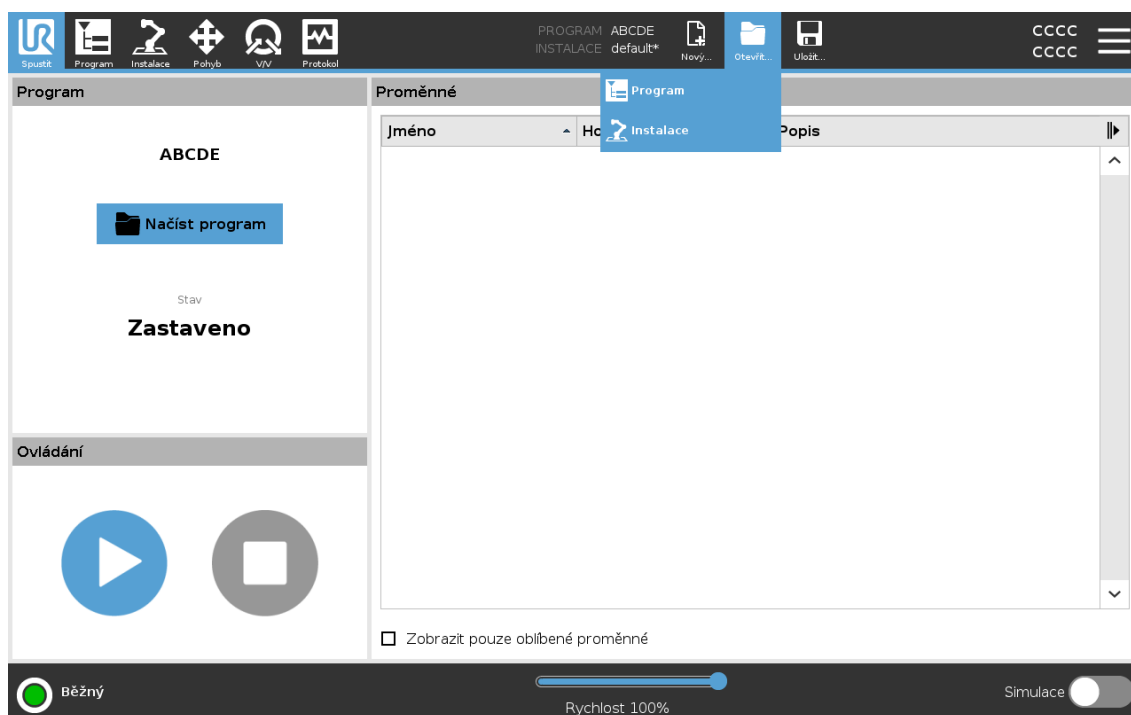 UR
Spustit
Program
Instalace
Pohyb
V/V
Protokol
PROGRAM ABCDE
INSTALACE default*
Nový...
Otevřít...
Uložit...
CCCC
CCCC
Program
Instalace
Program
ABCDE
Načíst program
Stav
Zastaveno
Ovládání
Proměnné
Jméno
Popis
Zobrazit pouze oblíbené proměnné
Běžný
Rychlost 100%
Simulace